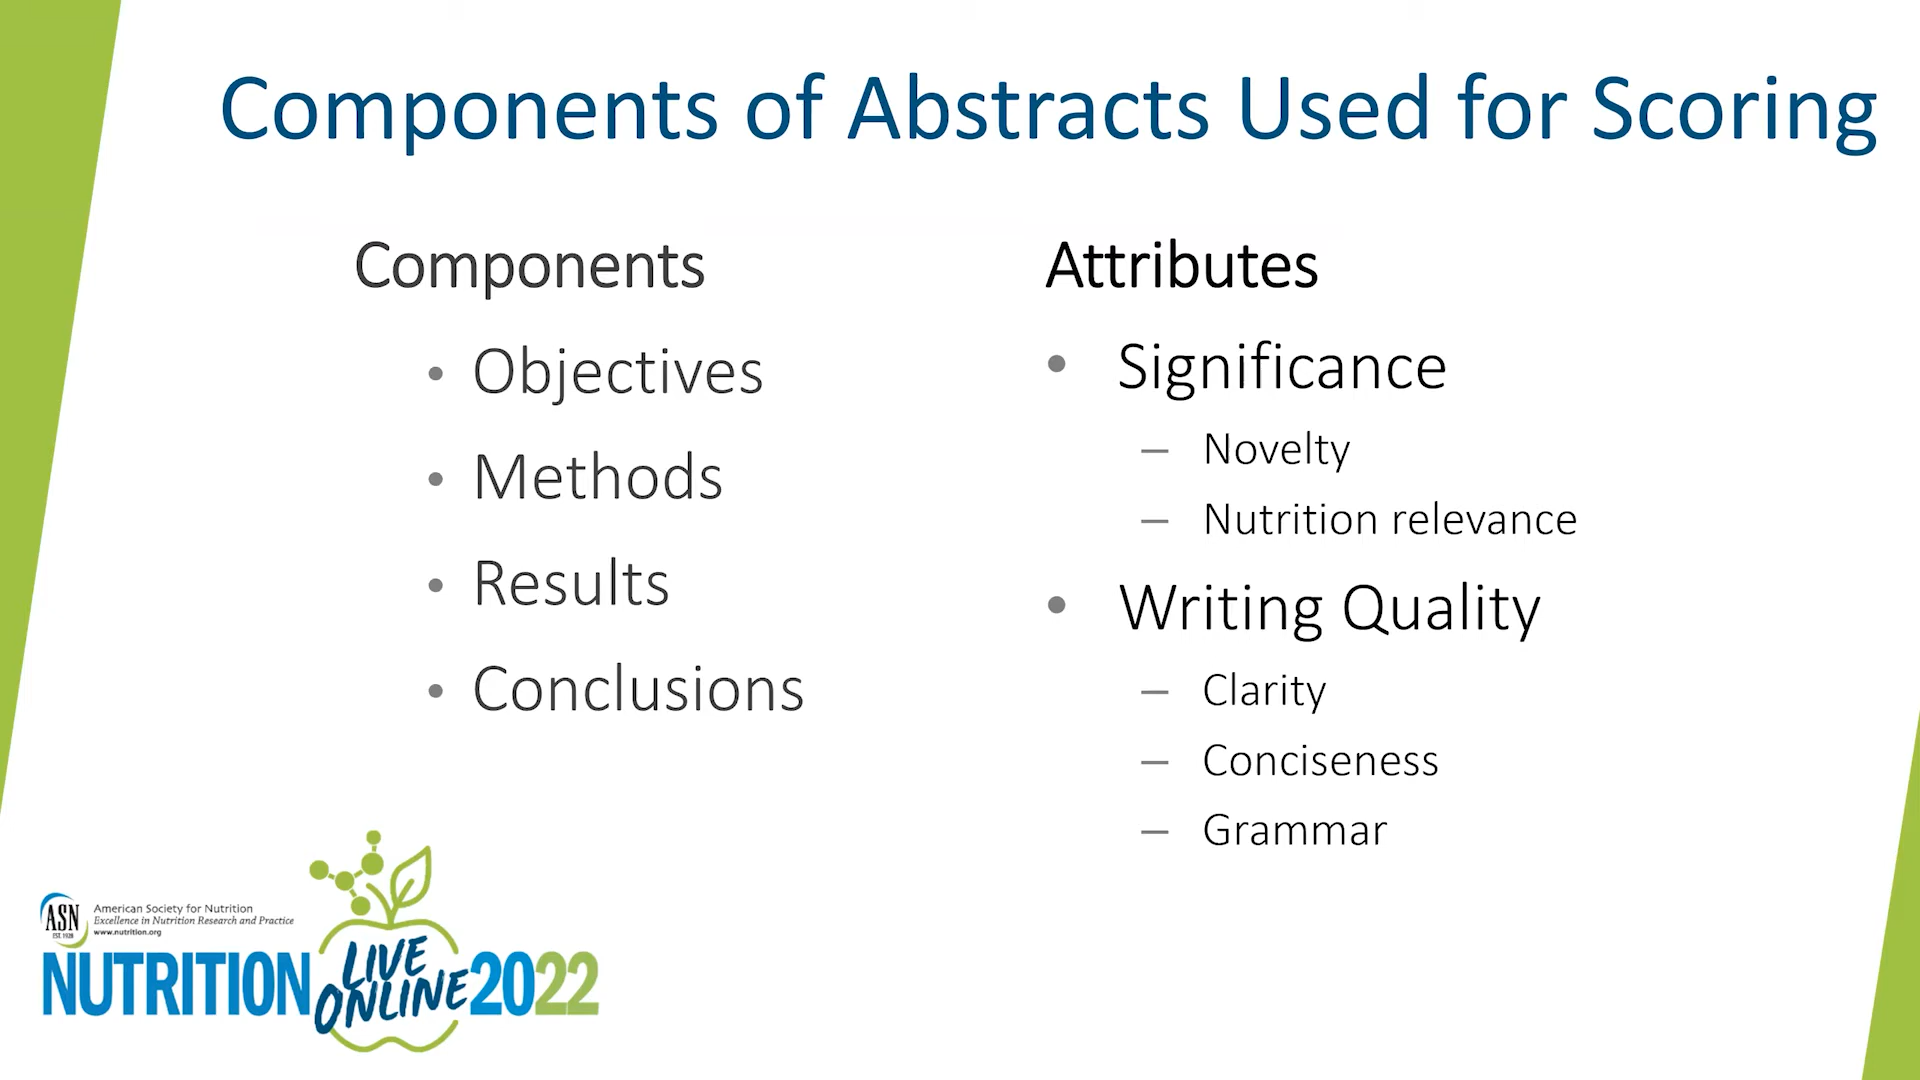 Components of Abstracts Used for Scoring
Components
• Objectives
• Methods
• Results
• Conclusions
Attributes
• Significance
– Novelty
– Nutrition relevance
• Writing Quality
– Clarity
– Conciseness
– Grammar
ASN
EST. 1928
American Society for Nutrition
Excellence in Nutrition Research and Practice
www.nutrition.org
NUTRITION LIVE ONLINE 2022